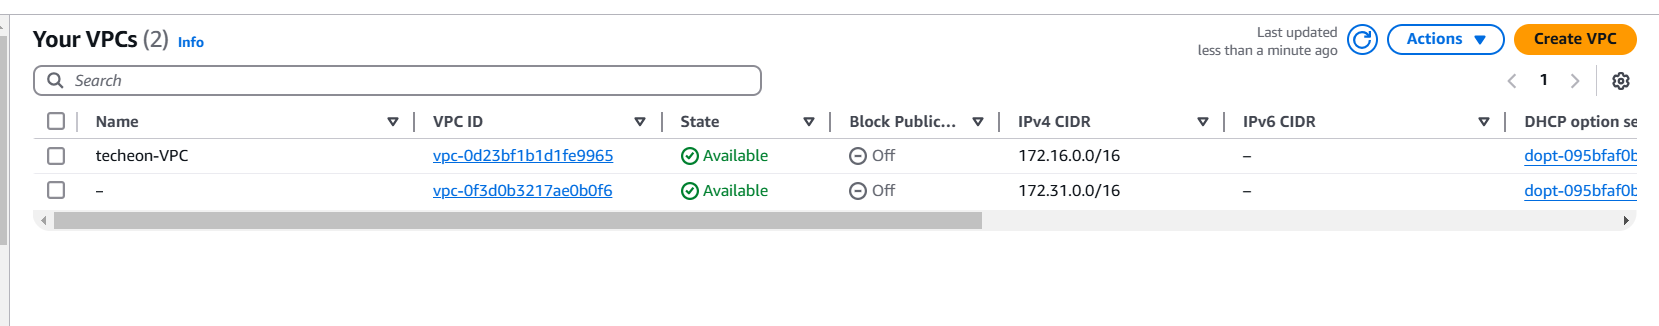 Your VPCs (2) Info
Last updated
less than a minute ago
Actions
Create VPC
Search
1
Name VPC ID State Block Public... IPv4 CIDR IPv6 CIDR DHCP option se
techeon-VPC vpc-0d23bf1b1d1fe9965 Available Off 172.16.0.0/16 – dopt-095bfaf0b
– vpc-0f3d0b3217ae0b0f6 Available Off 172.31.0.0/16 – dopt-095bfaf0b